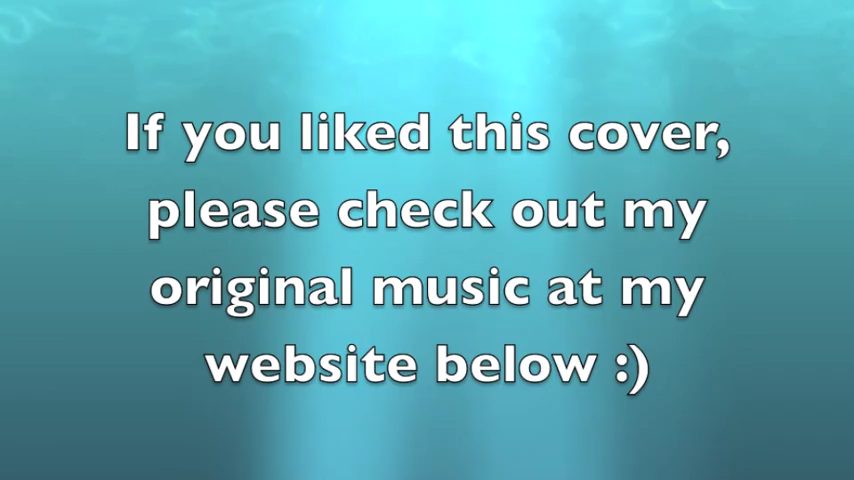 If you liked this cover,
please check out my
original music at my
website below :)